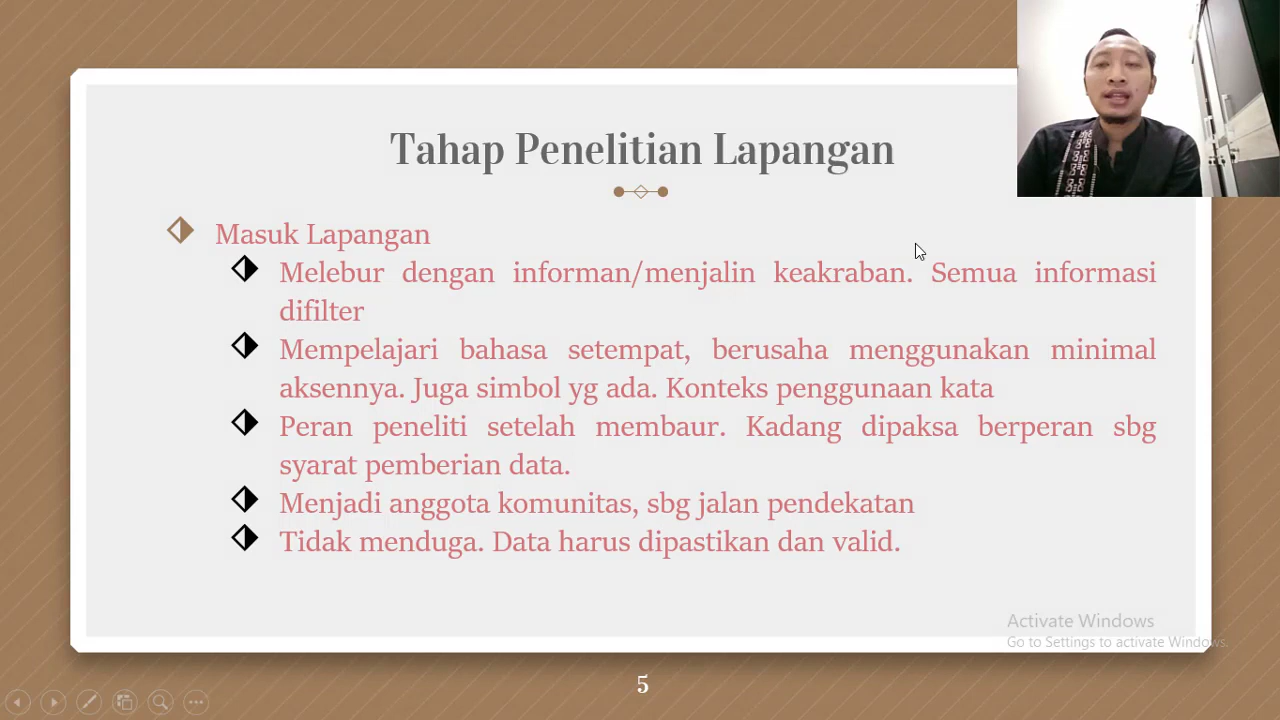 Tahap Penelitian Lapangan
Masuk Lapangan
Melebur dengan informan/menjalin keakraban. Semua informasi
difilter
Mempelajari bahasa setempat, berusaha menggunakan minimal
aksennya. Juga simbol yg ada. Konteks penggunaan kata
Peran peneliti setelah membaur. Kadang dipaksa berperan sbg
syarat pemberian data.
Menjadi anggota komunitas, sbg jalan pendekatan
Tidak menduga. Data harus dipastikan dan valid.
Activate Windows
Go to Settings to activate Windows.
5